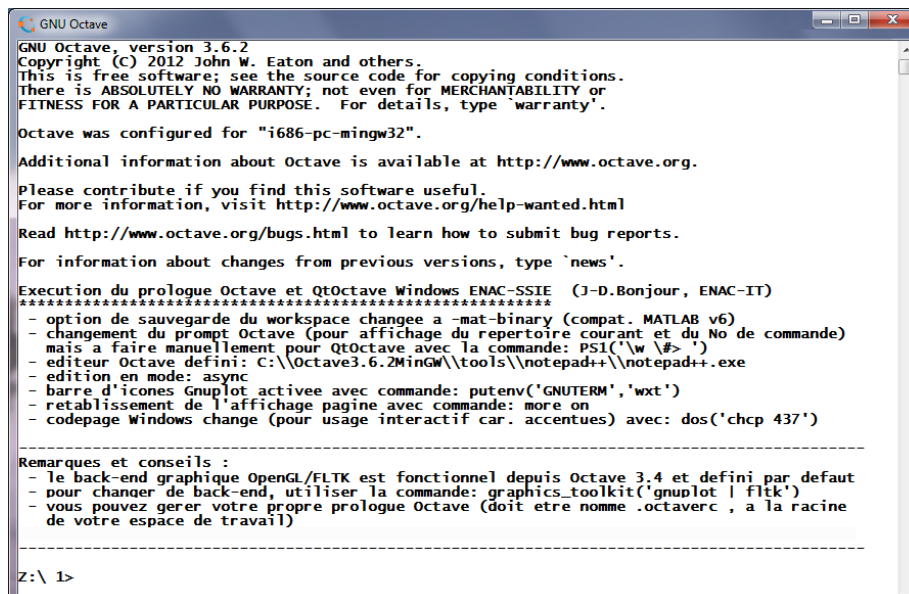 GNU Octave
GNU Octave, version 3.6.2
Copyright (C) 2012 John W. Eaton and others.
This is free software; see the source code for copying conditions.
There is ABSOLUTELY NO WARRANTY; not even for MERCHANTABILITY or
FITNESS FOR A PARTICULAR PURPOSE.  For details, type `warranty'.
Octave was configured for "i686-pc-mingw32".
Additional information about Octave is available at http://www.octave.org.
Please contribute if you find this software useful.
For more information, visit http://www.octave.org/help-wanted.html
Read http://www.octave.org/bugs.html to learn how to submit bug reports.
For information about changes from previous versions, type `news'.
Execution du prologue Octave et QtOctave Windows ENAC-SSIE  (J-D.Bonjour, ENAC-IT)
***********************************************************
- option de sauvegarde du workspace changee a -mat-binary (compat. MATLAB v6)
- changement du prompt Octave (pour affichage du repertoire courant et du No de commande)
mais a faire manuellement pour QtOctave avec la commande: PS1('\w \#> ')
- editeur Octave defini: C:\\Octave3.6.2MinGW\\tools\\notepad++\\notepad++.exe
- edition en mode: async
- barre d'icones Gnuplot activee avec commande: putenv('GNUTERM','wxt')
- retablissement de l'affichage pagine avec commande: more on
- codepage Windows change (pour usage interactif car. accentues) avec: dos('chcp 437')
----------------------------------------------------------------------------------------------
Remarques et conseils :
- le back-end graphique OpenGL/FLTK est fonctionnel depuis Octave 3.4 et defini par defaut
- pour changer de back-end, utiliser la commande: graphics_toolkit('gnuplot | fltk')
- vous pouvez gerer votre propre prologue Octave (doit etre nomme .octaverc , a la racine
de votre espace de travail)
----------------------------------------------------------------------------------------------
Z:\ 1>